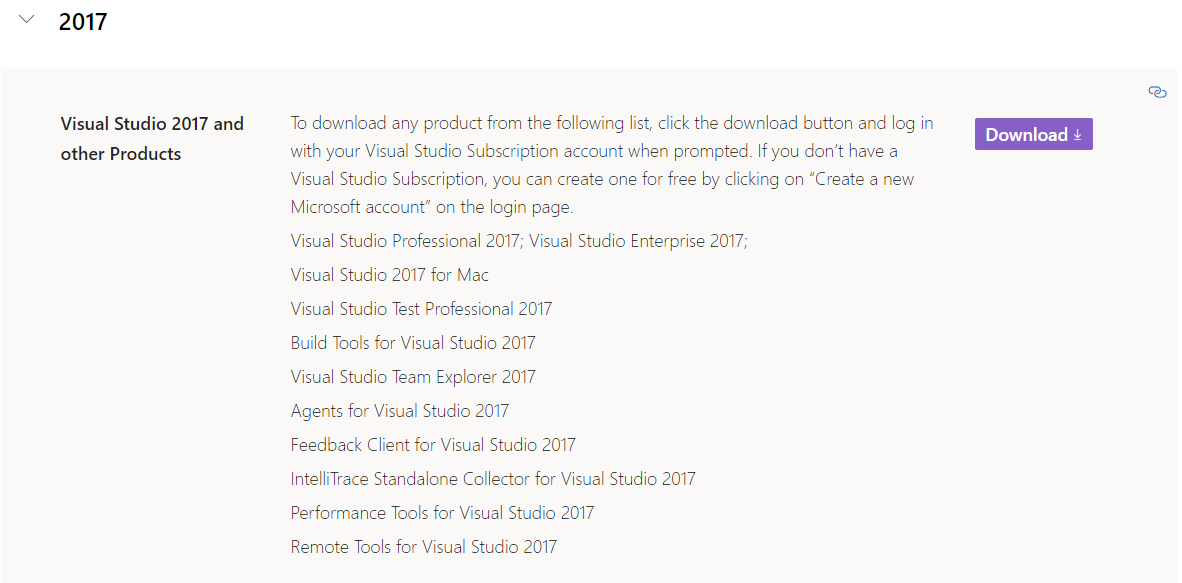 2017
Visual Studio 2017 and
other Products
To download any product from the following list, click the download button and log in
with your Visual Studio Subscription account when prompted. If you don’t have a
Visual Studio Subscription, you can create one for free by clicking on “Create a new
Microsoft account” on the login page.
Visual Studio Professional 2017; Visual Studio Enterprise 2017;
Visual Studio 2017 for Mac
Visual Studio Test Professional 2017
Build Tools for Visual Studio 2017
Visual Studio Team Explorer 2017
Agents for Visual Studio 2017
Feedback Client for Visual Studio 2017
IntelliTrace Standalone Collector for Visual Studio 2017
Performance Tools for Visual Studio 2017
Remote Tools for Visual Studio 2017
Download